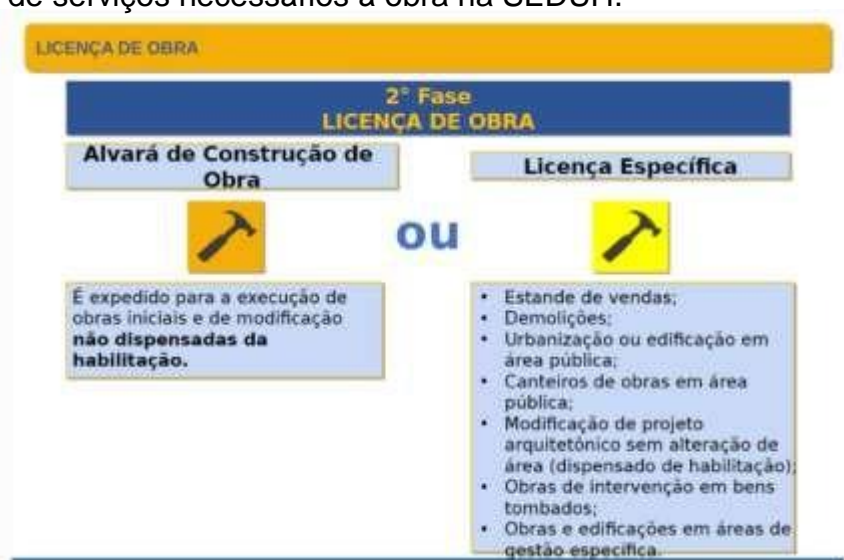 de serviços necessários à obra na SEDUH.
LICENÇA DE OBRA
2° Fase
LICENÇA DE OBRA
Alvará de Construção de
Obra
ou
Licença Específica
É expedido para a execução de
obras iniciais e de modificação
não dispensadas da
habilitação.
• Estande de vendas;
• Demolições;
• Urbanização ou edificação em
área pública;
• Canteiros de obras em área
pública;
• Modificação de projeto
arquitetônico sem alteração de
área (dispensado de habilitação);
• Obras de intervenção em bens
tombados;
• Obras e edificações em áreas de
gestão específica.